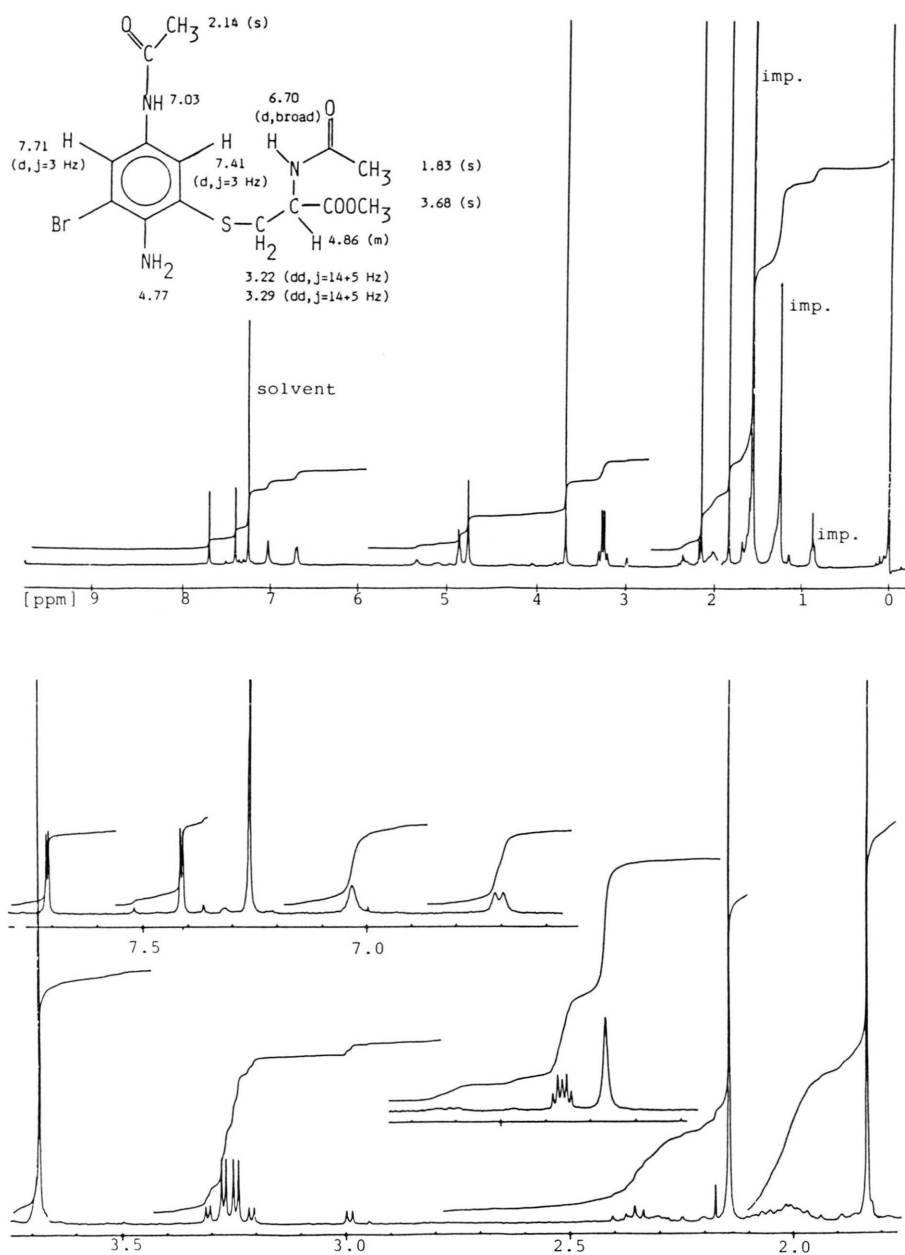 O CH3 2.14 (s)
C
NH 7.03
6.70
(d,broad) O
imp.
7.71 H H H C
(d,j=3 Hz) 7.41 N CH3 1.83 (s)
(d,j=3 Hz)
Br S C COOCH3 3.68 (s)
C H 4.86 (m)
H2
NH2
3.22 (dd,j=14+5 Hz)
4.77 3.29 (dd,j=14+5 Hz)
imp.
solvent
imp.
[ppm] 9 8 7 6 5 4 3 2 1 0
7.5 7.0
3.5 3.0 2.5 2.0